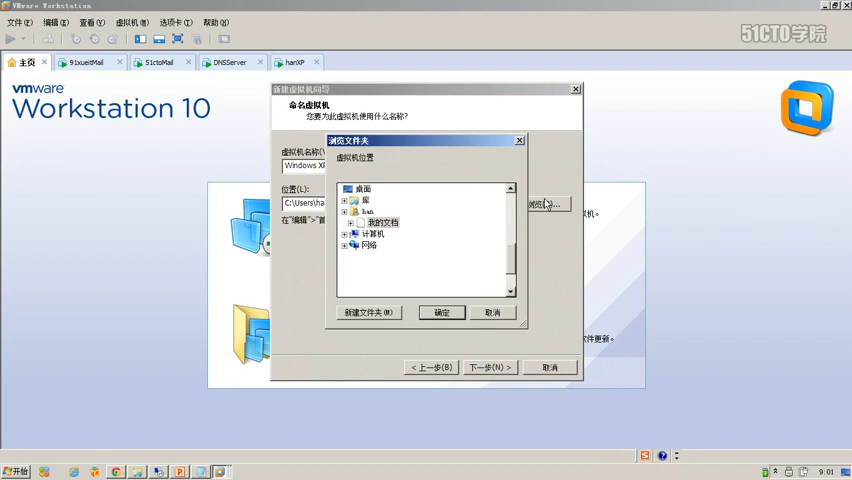 VMware Workstation
文件(F) 编辑(E) 查看(V) 虚拟机(M) 选项卡(T) 帮助(H)
51CTO学院
主页 91xueitMail 51ctoMail DNSServer hanXP
vmware
Workstation 10
新建虚拟机向导
命名虚拟机
您要为此虚拟机使用什么名称?
虚拟机名称(V
Windows XP
位置(L):
C:\Users\ha
浏览
在"编辑">"首
浏览文件夹
虚拟机位置
桌面
库
han
我的文档
计算机
网络
新建文件夹(M) 确定 取消
机。
件更新。
< 上一步(B) 下一步(N) > 取消
开始
9:01